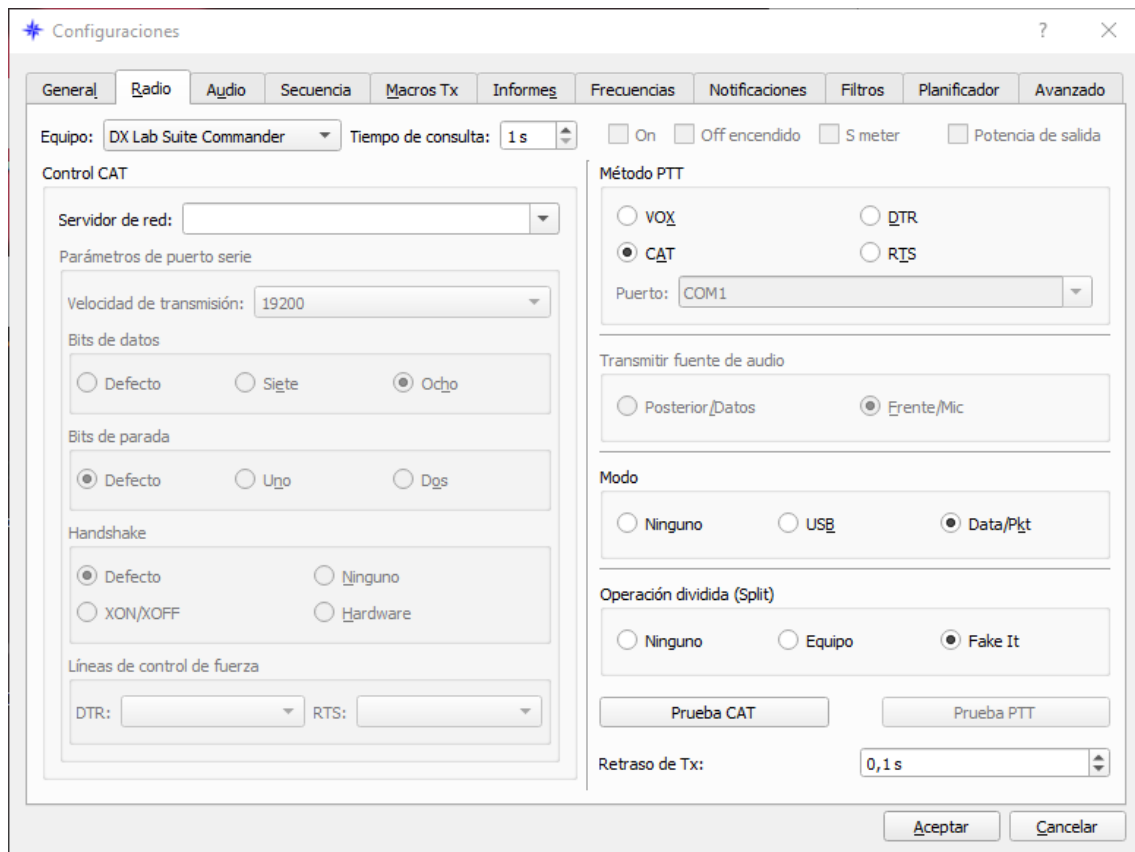 Configuraciones
General Radio Audio Secuencia Macros Tx Informes Frecuencias Notificaciones Filtros Planificador Avanzado
Equipo: DX Lab Suite Commander Tiempo de consulta: 1 s On Off encendido S meter Potencia de salida
Control CAT
Servidor de red:
Parámetros de puerto serie
Velocidad de transmisión: 19200
Bits de datos
Defecto Siete Ocho
Bits de parada
Defecto Uno Dos
Handshake
Defecto Ninguno
XON/XOFF Hardware
Líneas de control de fuerza
DTR: RTS:
Método PTT
VOX DTR
CAT RTS
Puerto: COM1
Transmitir fuente de audio
Posterior/Datos Frente/Mic
Modo
Ninguno USB Data/Pkt
Operación dividida (Split)
Ninguno Equipo Fake It
Prueba CAT Prueba PTT
Retraso de Tx: 0,1 s
Aceptar Cancelar